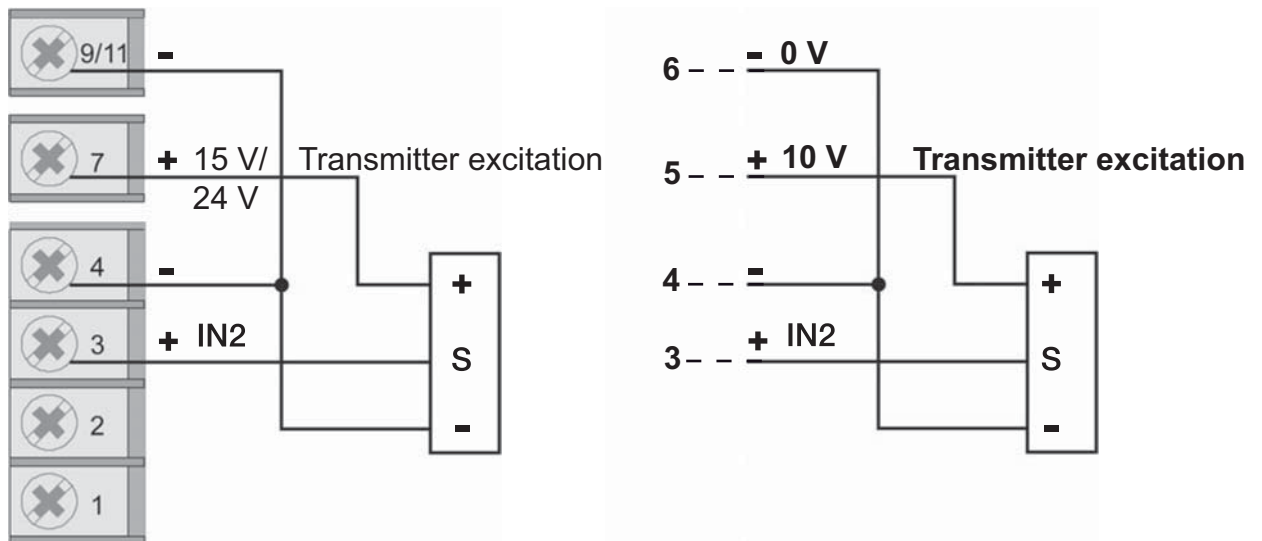 9/11 -
7 + 15 V/ Transmitter excitation
24 V
4 -
+
3 + IN2
S
2
-
1
6 - - - 0 V
5 - - + 10 V Transmitter excitation
4 - - -
+
3 - - + IN2
S
-